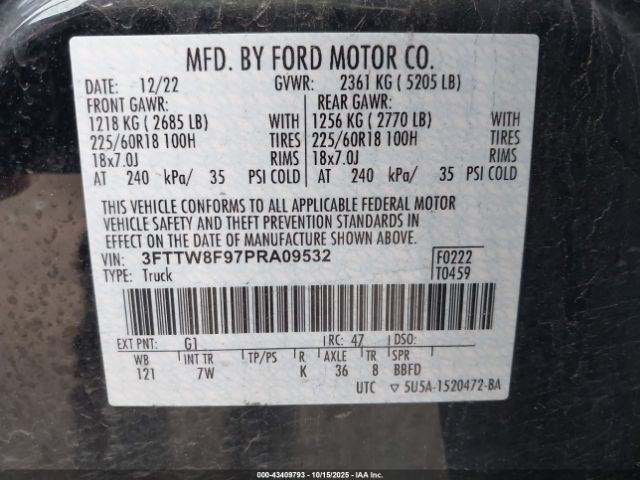 MFD. BY FORD MOTOR CO.
DATE: 12/22 GVWR: 2361 KG ( 5205 LB)
FRONT GAWR: REAR GAWR:
1218 KG ( 2685 LB) WITH 1256 KG ( 2770 LB) WITH
225/60R18 100H TIRES 225/60R18 100H TIRES
18x7.0J RIMS 18x7.0J RIMS
AT 240 kPa/ 35 PSI COLD AT 240 kPa/ 35 PSI COLD
THIS VEHICLE CONFORMS TO ALL APPLICABLE FEDERAL MOTOR
VEHICLE SAFETY AND THEFT PREVENTION STANDARDS IN
EFFECT ON THE DATE OF MANUFACTURE SHOWN ABOVE.
VIN: 3FTTW8F97PRA09532 F0222
TYPE: Truck T0459
EXT PNT: G1 RC: 47 DSO:
WB INT TR TP/PS R AXLE TR SPR
121 7W K 36 8 BBFD
UTC ▽ 5U5A-1520472-BA
000-43409793 - 10/15/2025 - IAA, Inc.